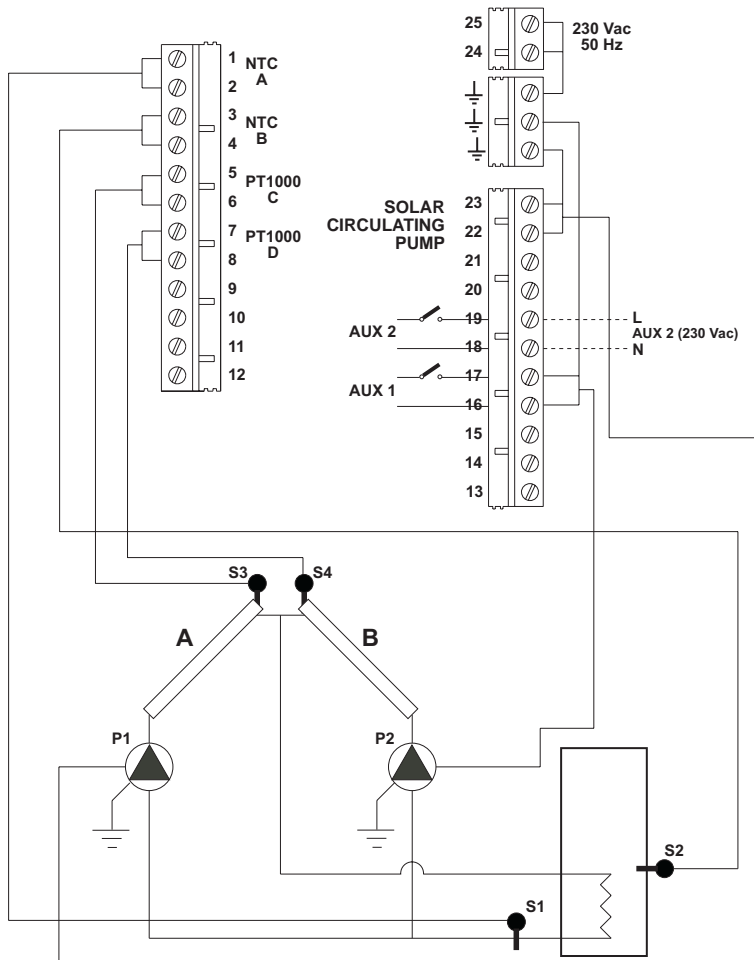 1
2
NTC
A
3
4
NTC
B
5
6
PT1000
C
7
8
PT1000
D
9
10
11
12
25
24
230 Vac
50 Hz
SOLAR
CIRCULATING
PUMP
23
22
21
20
19
18
17
16
15
14
13
AUX 2
AUX 1
L
AUX 2 (230 Vac)
N
S3
S4
A
B
P1
P2
S2
S1